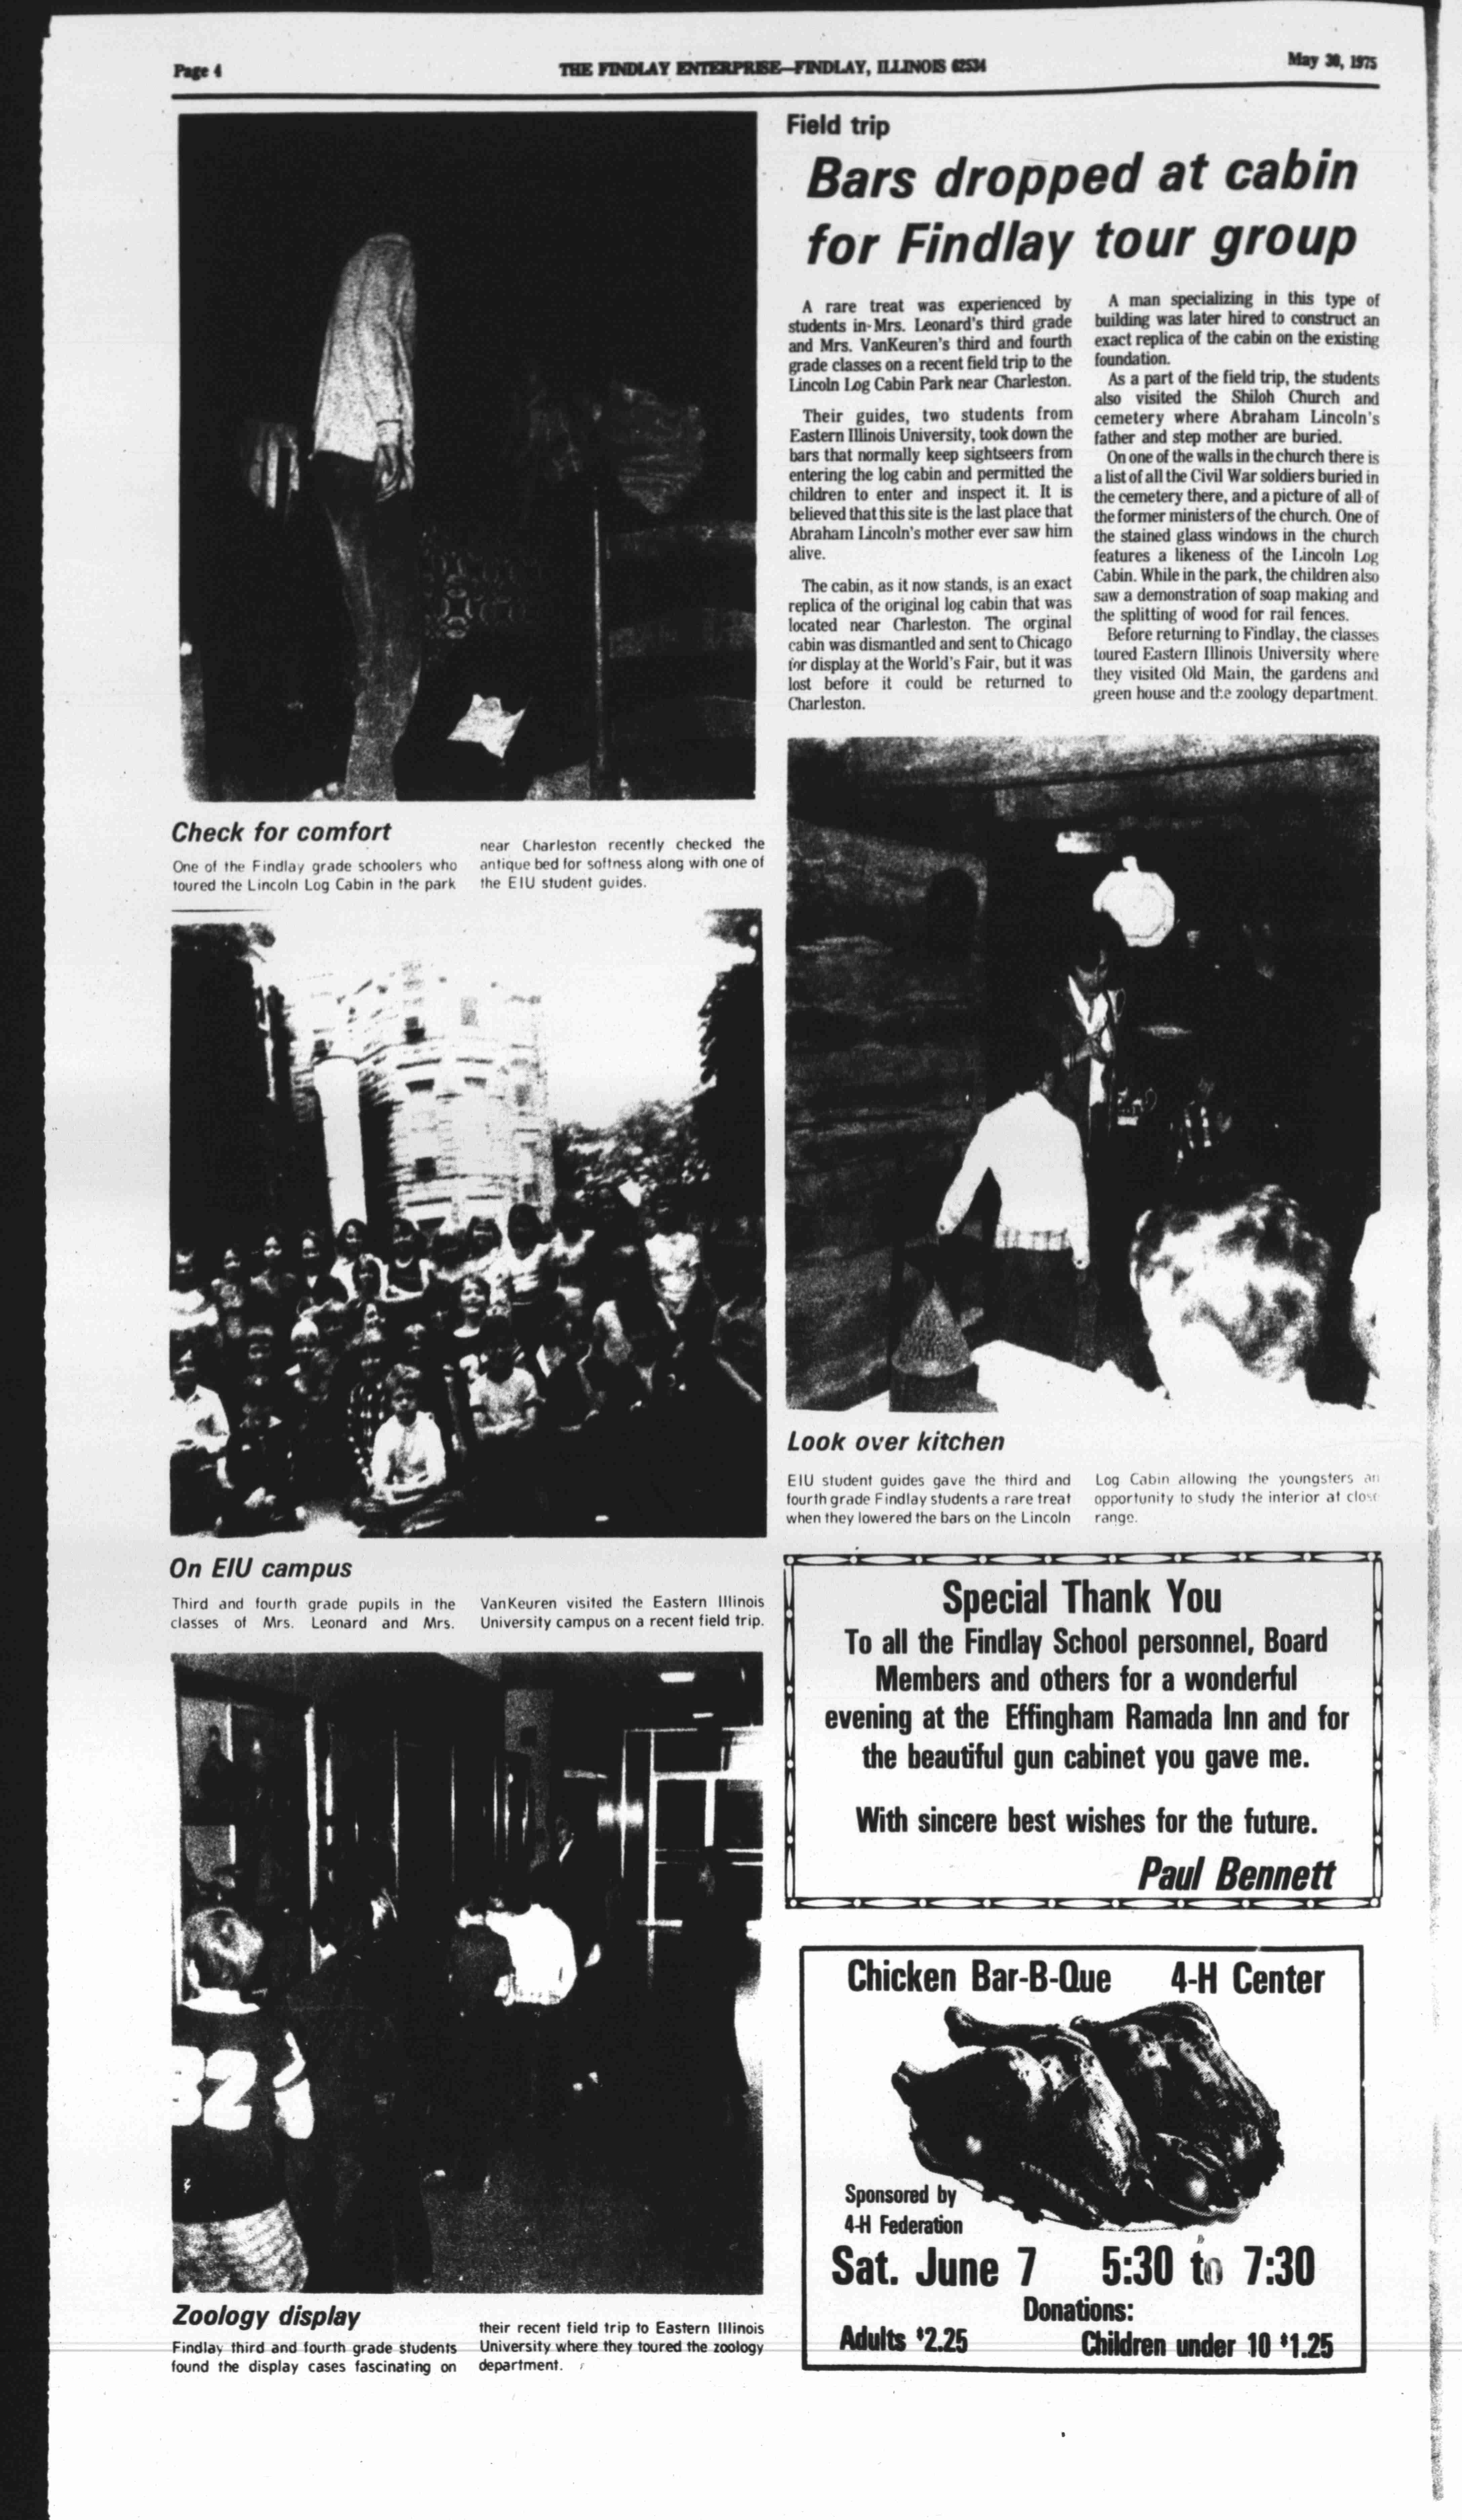 Page 4
THE FINDLAY ENTERPRISE—FINDLAY, ILLINOIS 62534
May 30, 1975
Field trip
Bars dropped at cabin
for Findlay tour group
A rare treat was experienced by
students in Mrs. Leonard's third grade
and Mrs. VanKeuren's third and fourth
grade classes on a recent field trip to the
Lincoln Log Cabin Park near Charleston.
Their guides, two students from
Eastern Illinois University, took down the
bars that normally keep sightseers from
entering the log cabin and permitted the
children to enter and inspect it. It is
believed that this site is the last place that
Abraham Lincoln's mother ever saw him
alive.
The cabin, as it now stands, is an exact
replica of the original log cabin that was
located near Charleston. The orginal
cabin was dismantled and sent to Chicago
for display at the World's Fair, but it was
lost before it could be returned to
Charleston.
A man specializing in this type of
building was later hired to construct an
exact replica of the cabin on the existing
foundation.
As a part of the field trip, the students
also visited the Shiloh Church and
cemetery where Abraham Lincoln's
father and step mother are buried.
On one of the walls in the church there is
a list of all the Civil War soldiers buried in
the cemetery there, and a picture of all of
the former ministers of the church. One of
the stained glass windows in the church
features a likeness of the Lincoln Log
Cabin. While in the park, the children also
saw a demonstration of soap making and
the splitting of wood for rail fences.
Before returning to Findlay, the classes
toured Eastern Illinois University where
they visited Old Main, the gardens and
green house and the zoology department.
Check for comfort
One of the Findlay grade schoolers who
toured the Lincoln Log Cabin in the park
near Charleston recently checked the
antique bed for softness along with one of
the EIU student guides.
Look over kitchen
EIU student guides gave the third and
fourth grade Findlay students a rare treat
when they lowered the bars on the Lincoln
Log Cabin allowing the youngsters an
opportunity to study the interior at close
range.
On EIU campus
Third and fourth grade pupils in the
classes of Mrs. Leonard and Mrs.
VanKeuren visited the Eastern Illinois
University campus on a recent field trip.
32
Zoology display
Findlay third and fourth grade students
found the display cases fascinating on
their recent field trip to Eastern Illinois
University where they toured the zoology
department.
Special Thank You
To all the Findlay School personnel, Board
Members and others for a wonderful
evening at the Effingham Ramada Inn and for
the beautiful gun cabinet you gave me.
With sincere best wishes for the future.
Paul Bennett
Chicken Bar-B-Que 4-H Center
Sponsored by
4-H Federation
Sat. June 7 5:30 to 7:30
Donations:
Adults $2.25 Children under 10 $1.25